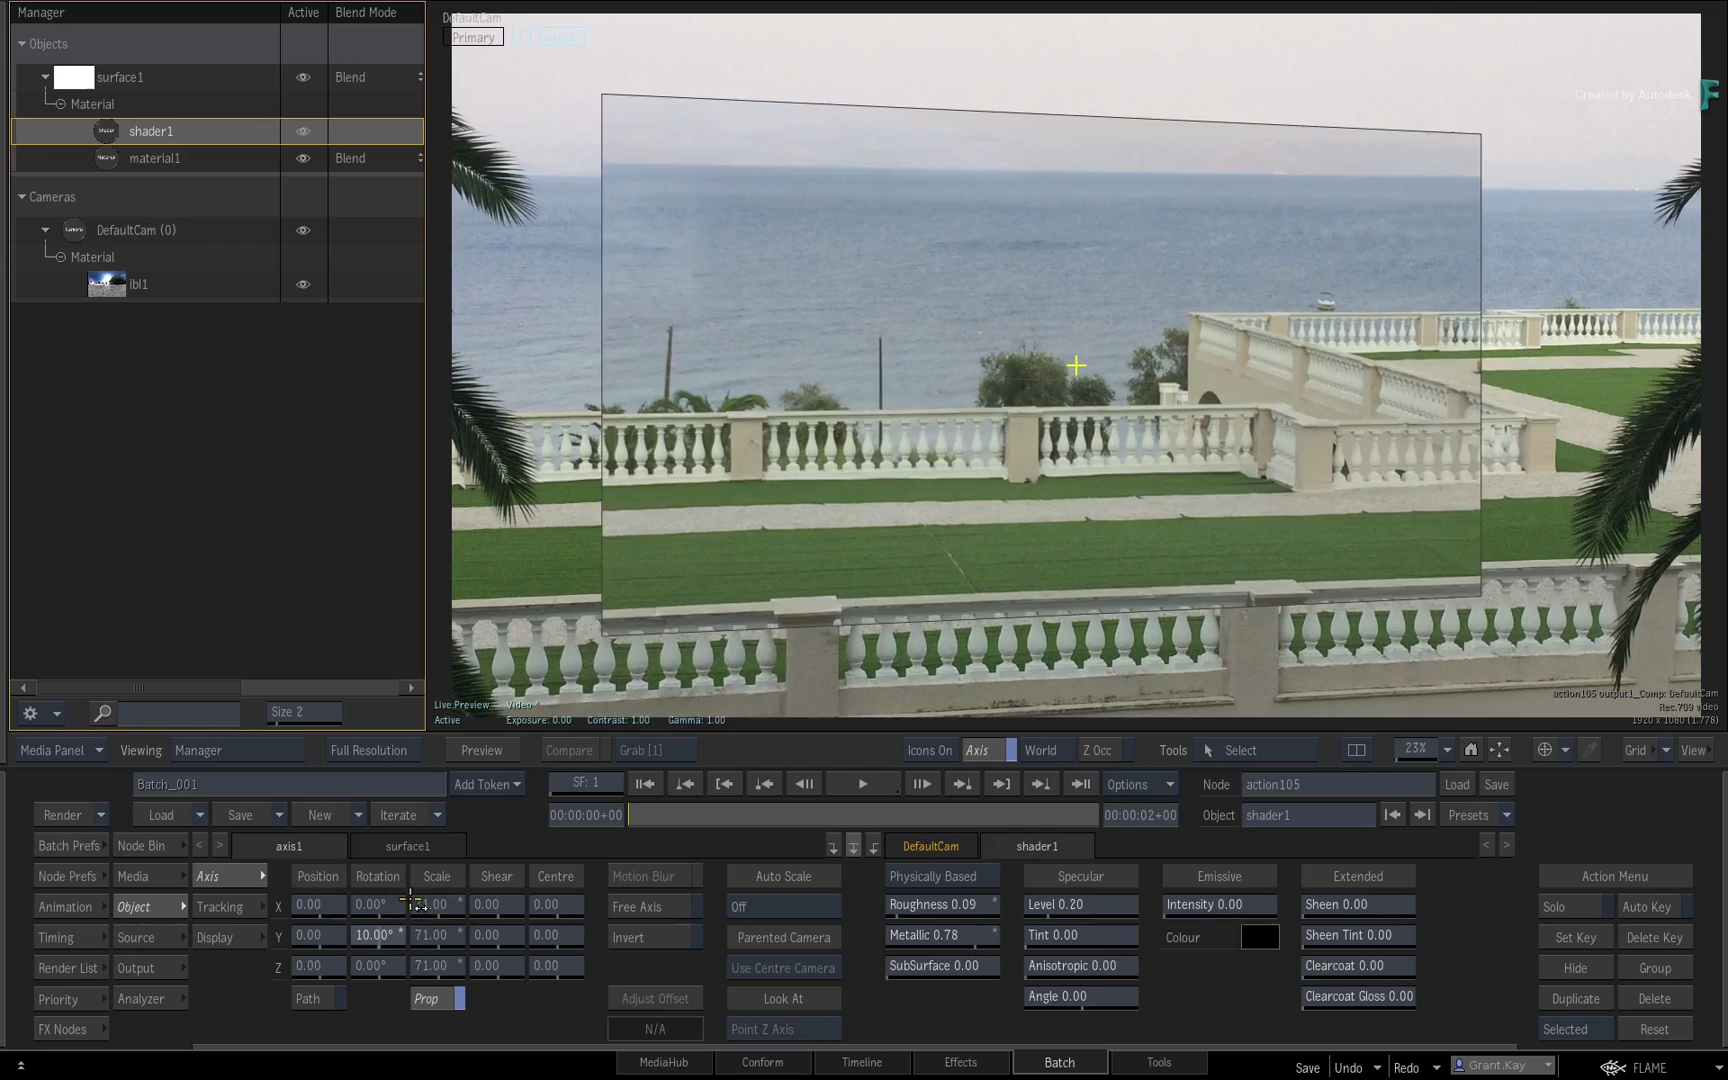 Manager Active Blend Mode
Objects
surface1 Blend
Material
shader1
material1 Blend
Cameras
DefaultCam (0)
Material
ibl1
Size 2
DefaultCam
Primary Output
Created by Autodesk
Live Preview Video
Active Exposure: 0.00 Contrast: 1.00 Gamma: 1.00
action105 output1_Comp: DefaultCam
Rec.709 video
1920 x 1080 (1.778)
Media Panel Viewing Manager Full Resolution Preview Compare Grab [1] Icons On Axis World Z Occ Tools Select 23% Grid View
Batch_001 Add Token SF: 1 Options Node action105 Load Save
Render Load Save New Iterate 00:00:00+00 00:00:02+00 Object shader1 Presets
Batch Prefs Node Bin < > axis1 surface1 DefaultCam shader1 < >
Node Prefs Media Axis Position Rotation Scale Shear Centre Motion Blur Auto Scale Physically Based Specular Emissive Extended Action Menu
Animation Object Tracking X 0.00 0.00° 71.00 * 0.00 0.00 Free Axis Off Roughness 0.09 * Level 0.20 Intensity 0.00 Sheen 0.00 Solo Auto Key
Timing Source Display Y 0.00 10.00° * 71.00 * 0.00 0.00 Invert Parented Camera Metallic 0.78 * Tint 0.00 Colour Sheen Tint 0.00 Set Key Delete Key
Render List Output Z 0.00 0.00° 71.00 * 0.00 0.00 Use Centre Camera SubSurface 0.00 Anisotropic 0.00 Clearcoat 0.00 Hide Group
Priority Analyzer Path Prop Adjust Offset Look At Angle 0.00 Clearcoat Gloss 0.00 Duplicate Delete
FX Nodes N/A Point Z Axis Selected Reset
MediaHub Conform Timeline Effects Batch Tools Save Undo Redo Grant.Kay FLAME